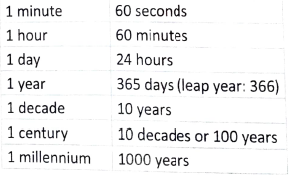 1 minute 60 seconds
1 hour 60 minutes
1 day 24 hours
1 year 365 days (leap year: 366)
1 decade 10 years
1 century 10 decades or 100 years
1 millennium 1000 years